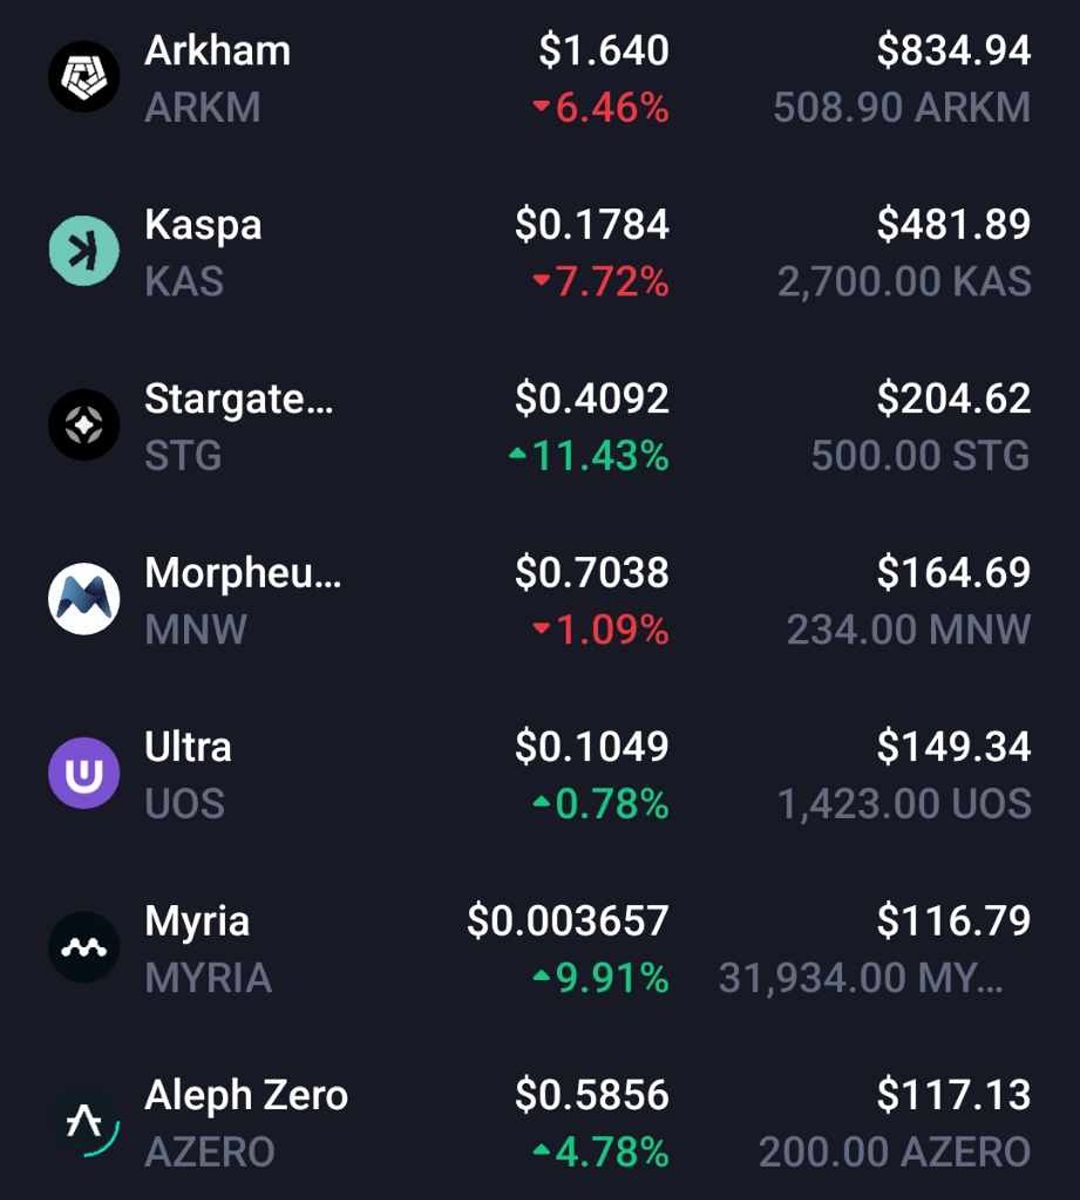 Arkham $1.640 $834.94
ARKM ▾6.46% 508.90 ARKM
Kaspa $0.1784 $481.89
KAS ▾7.72% 2,700.00 KAS
Stargate... $0.4092 $204.62
STG ▴11.43% 500.00 STG
Morpheu... $0.7038 $164.69
MNW ▾1.09% 234.00 MNW
Ultra $0.1049 $149.34
UOS ▴0.78% 1,423.00 UOS
Myria $0.003657 $116.79
MYRIA ▴9.91% 31,934.00 MY...
Aleph Zero $0.5856 $117.13
AZERO ▴4.78% 200.00 AZERO